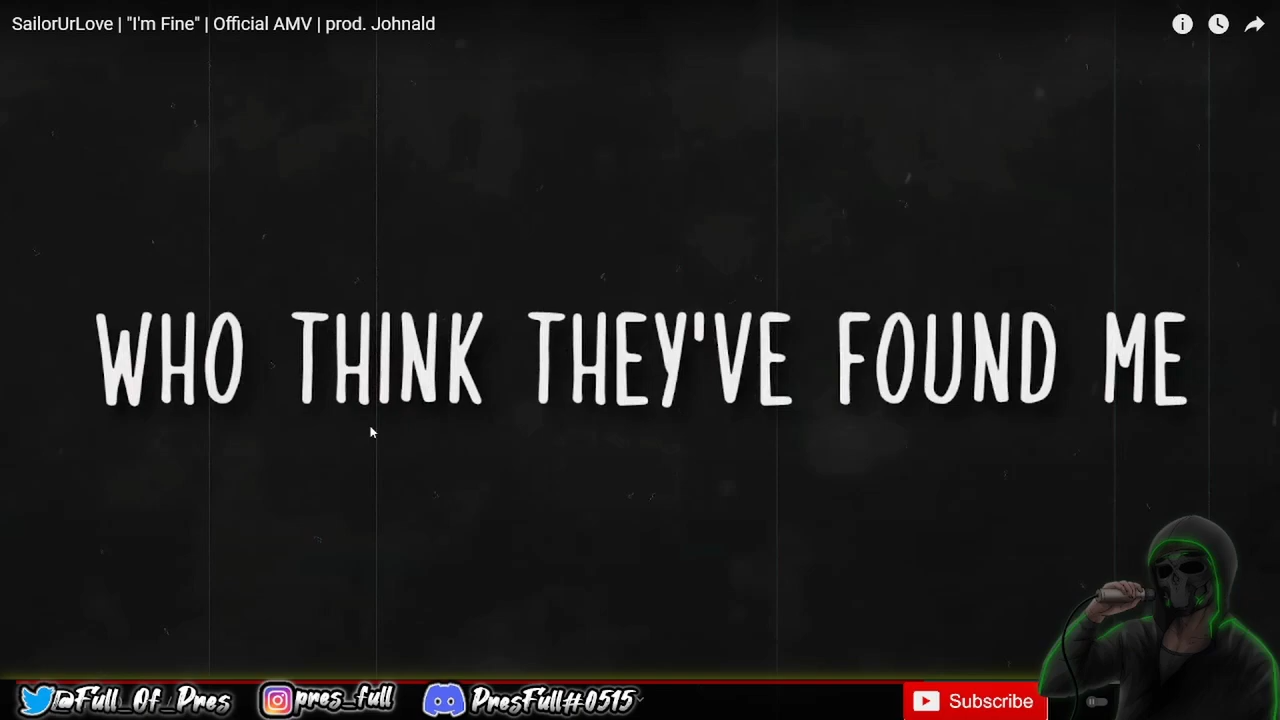 SailorUrLove | "I'm Fine" | Official AMV | prod. Johnald
WHO THINK THEY'VE FOUND ME
@Full_Of_Pres pres_full PresFull#0515 Subscribe